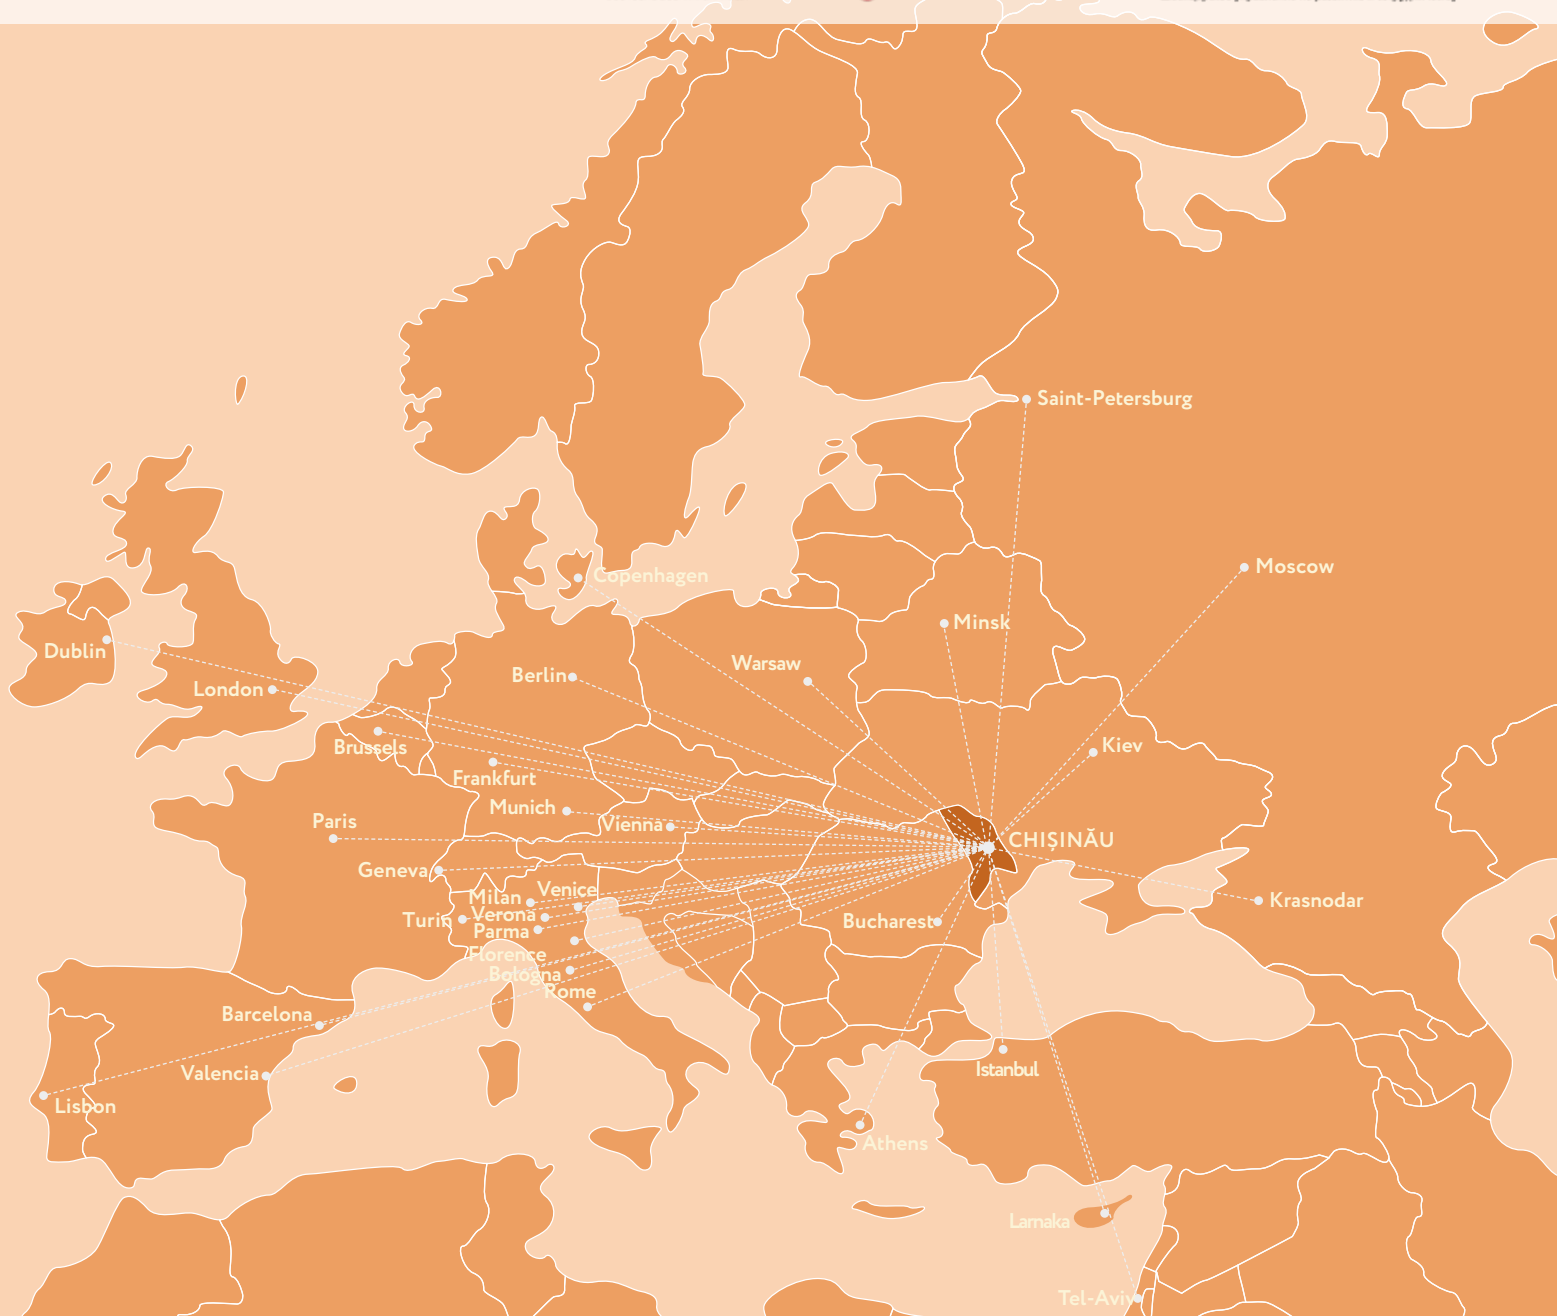 Saint-Petersburg
Moscow
Copenhagen
Minsk
Dublin
Warsaw
Berlin
London
Brussels
Kiev
Frankfurt
Munich
Paris
Vienna
CHIȘINĂU
Geneva
Venice
Milan
Krasnodar
Verona
Turin
Bucharest
Parma
Florence
Bologna
Rome
Barcelona
Istanbul
Valencia
Lisbon
Athens
Larnaka
Tel-Aviv